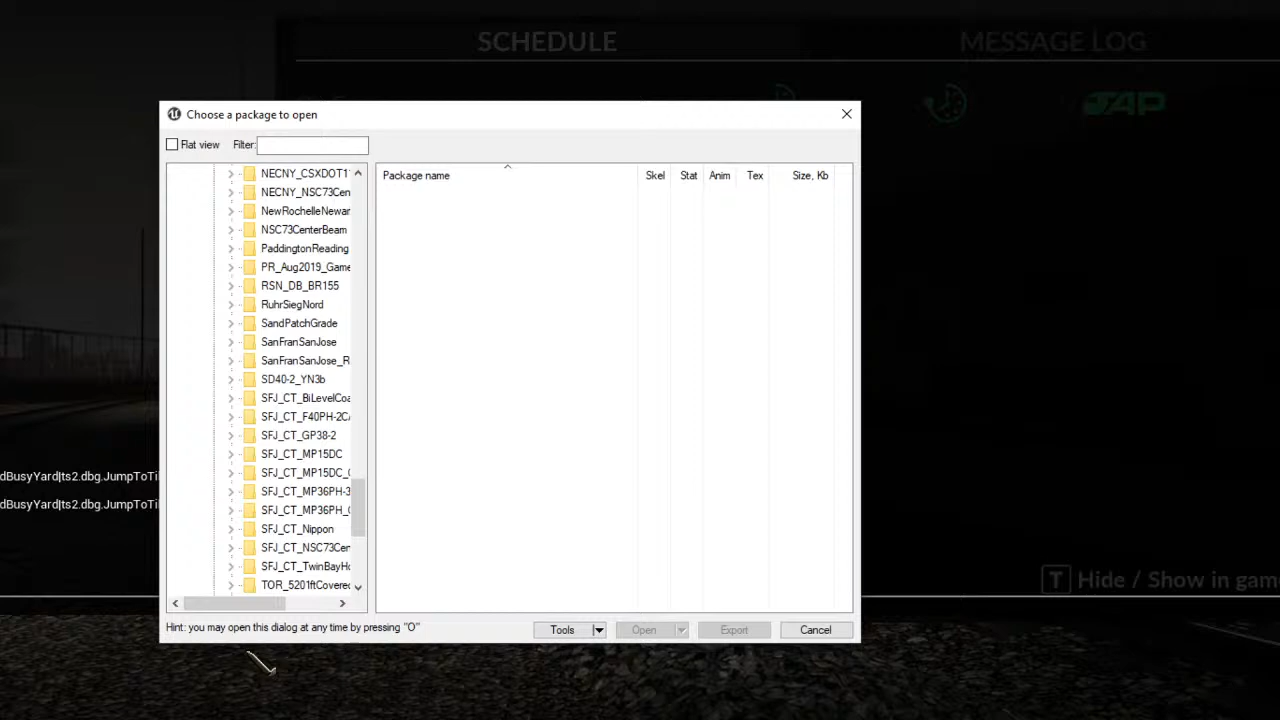 SCHEDULE
MESSAGE LOG
Choose a package to open
Flat view
Filter:
Package name
Skel
Stat
Anim
Tex
Size, Kb
NECNY_CSXDOT1
NECNY_NSC73Cen
NewRochelleNewar
NSC73CenterBeam
PaddingtonReading
PR_Aug2019_Game
RSN_DB_BR155
RuhrSiegNord
SandPatchGrade
SanFranSanJose
SanFranSanJose_R
SD40-2_YN3b
SFJ_CT_BiLevelCoa
SFJ_CT_F40PH-2CA
SFJ_CT_GP38-2
SFJ_CT_MP15DC
SFJ_CT_MP15DC_
SFJ_CT_MP36PH-3
SFJ_CT_MP36PH_
SFJ_CT_Nippon
SFJ_CT_NSC73Cen
SFJ_CT_TwinBayHo
TOR_5201ftCovered
dBusyYard|ts2.dbg.JumpToTi
dBusyYard|ts2.dbg.JumpToTi
T Hide / Show in gam
Hint: you may open this dialog at any time by pressing "O"
Tools
Open
Export
Cancel